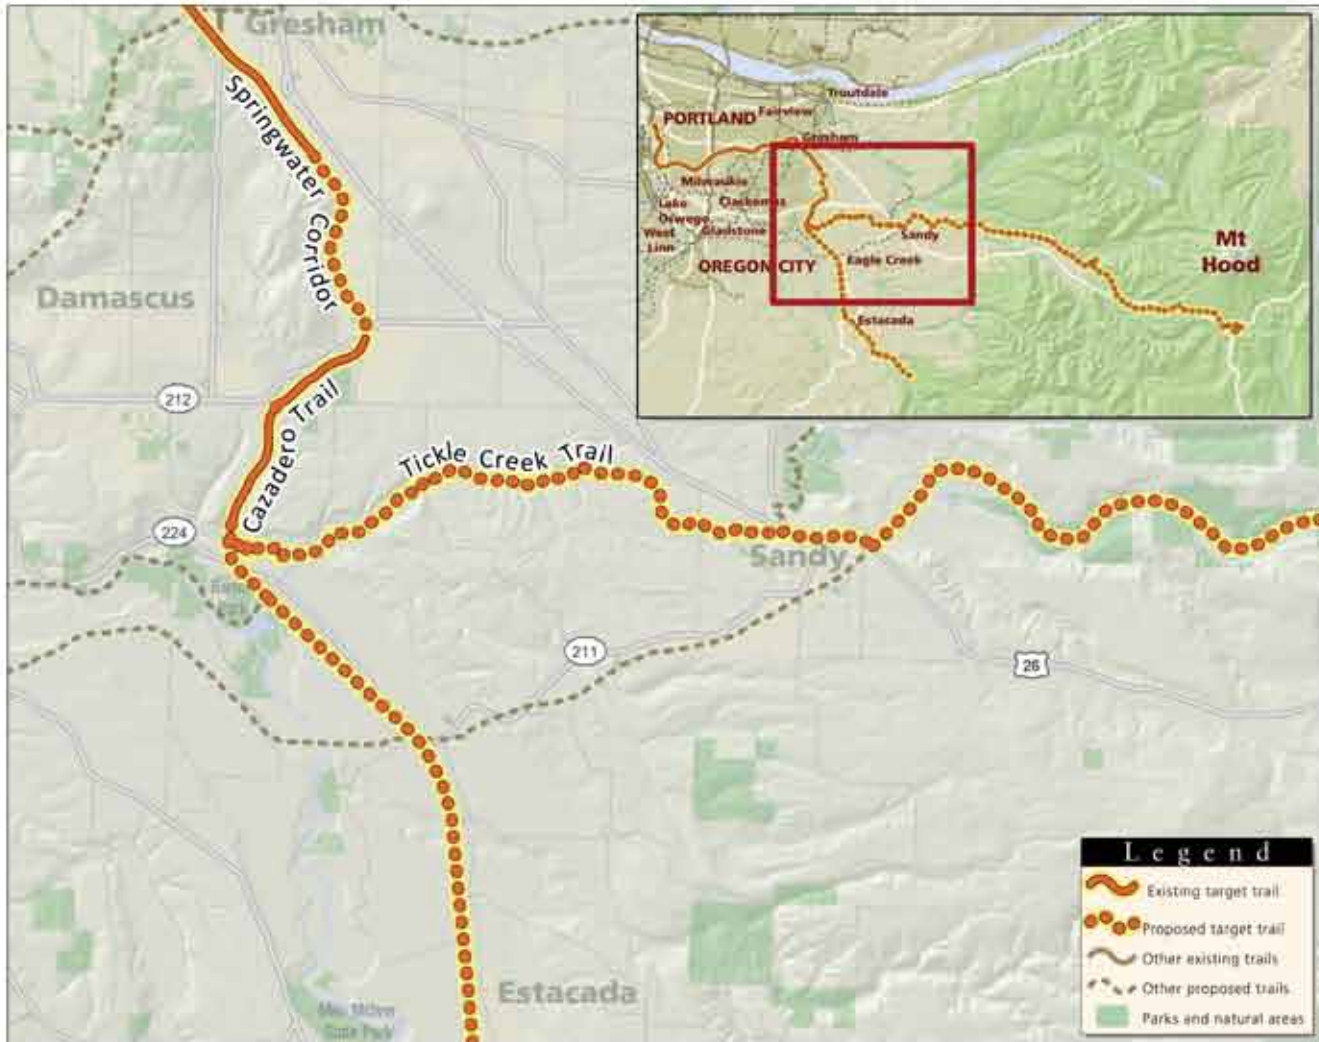 Gresham
Springwater Corridor
Damascus
212
Cazadero Trail
Tickle Creek Trail
224
Sandy
211
26
Estacada
State Park
Troutdale
Fairview
PORTLAND
Gresham
Milwaukie
Clackamas
Lake
Oswego
West
Linn
Gladstone
Sandy
OREGON CITY
Eagle Creek
Estacada
Mt
Hood
Legend
Existing target trail
Proposed target trail
Other existing trails
Other proposed trails
Parks and natural areas